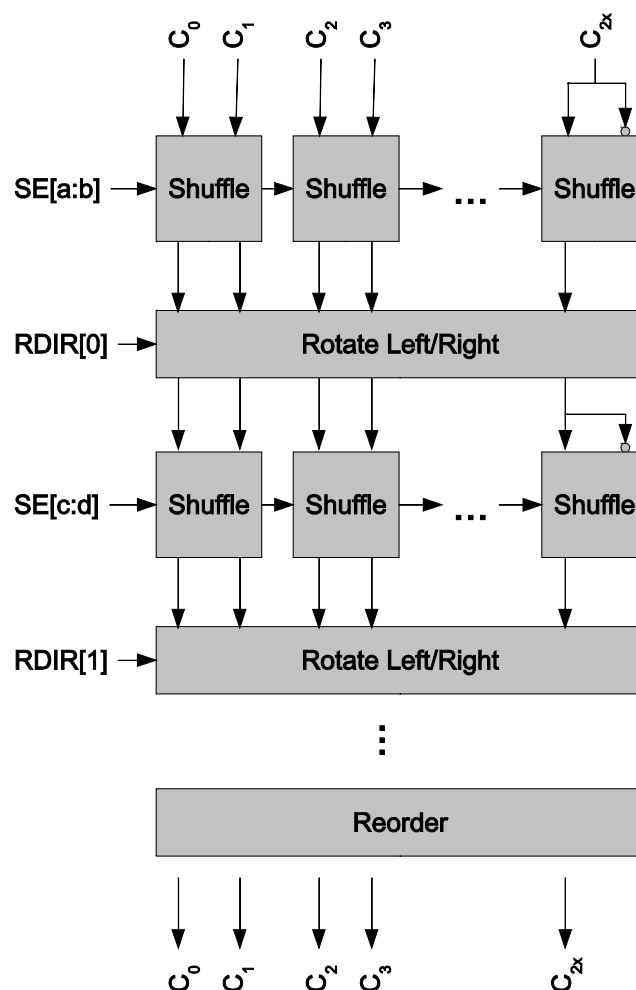 C0 C1 C2 C3 C2x
SE[a:b] Shuffle Shuffle ... Shuffle
RDIR[0] Rotate Left/Right
SE[c:d] Shuffle Shuffle ... Shuffle
RDIR[1] Rotate Left/Right
...
Reorder
C0 C1 C2 C3 C2x